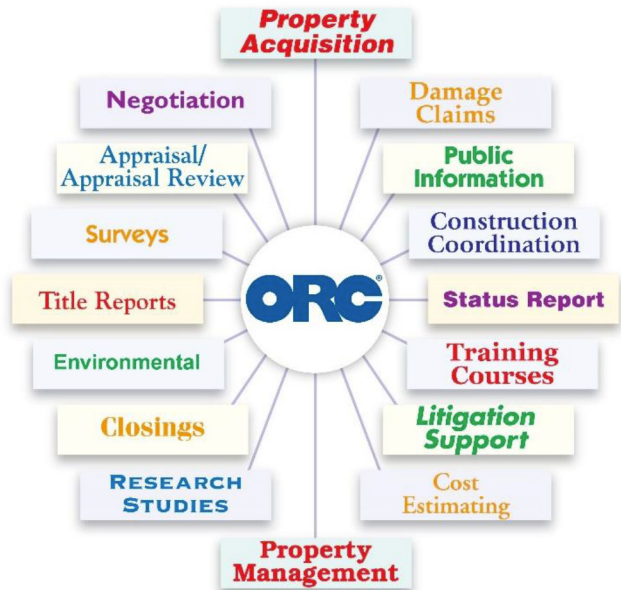 Property
Acquisition
Negotiation
Damage
Claims
Appraisal/
Appraisal Review
Public
Information
Surveys
Construction
Coordination
Title Reports
ORC®
Status Report
Environmental
Training
Courses
Closings
Litigation
Support
RESEARCH
STUDIES
Cost
Estimating
Property
Management